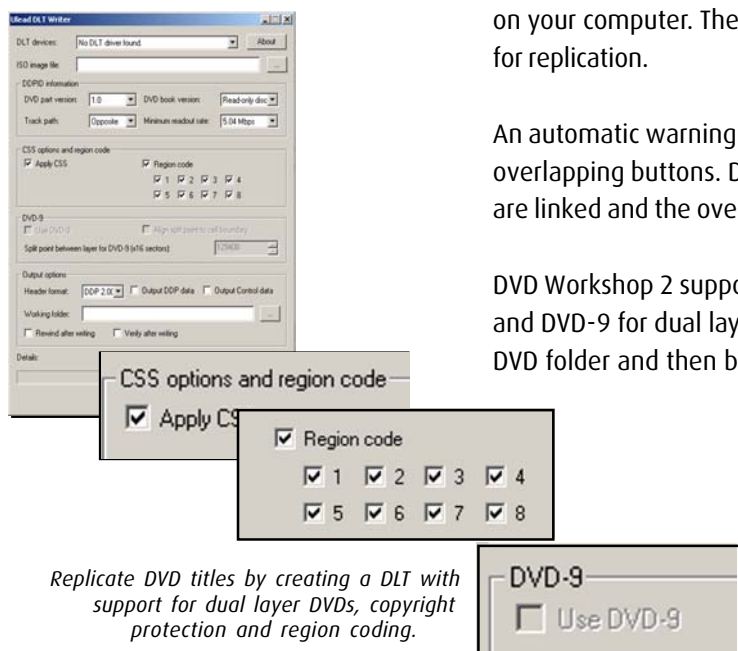 Ulead DLT Writer
DLT devices: No DLT driver found. About
ISO image file: ...
DDPID information
DVD part version: 1.0 DVD book version: Read-only disc
Track path: Opposite Minimum readout rate: 5.04 Mbps
CSS options and region code
Apply CSS Region code
1 2 3 4
5 6 7 8
DVD-9
Use DVD-9 Align split point to cell boundary
Split point between layer for DVD-9 (x16 sectors):
Output options
Header format: DDP 2.0 Output DDP data Output Control data
Working folder: ...
Rewind after writing Verify after writing
Details:
CSS options and region code
Apply CS
Region code
1 2 3 4
5 6 7 8
Replicate DVD titles by creating a DLT with
support for dual layer DVDs, copyright
protection and region coding.
DVD-9
Use DVD-9
on your computer. The
for replication.
An automatic warning
overlapping buttons. D
are linked and the ove
DVD Workshop 2 suppo
and DVD-9 for dual lay
DVD folder and then b